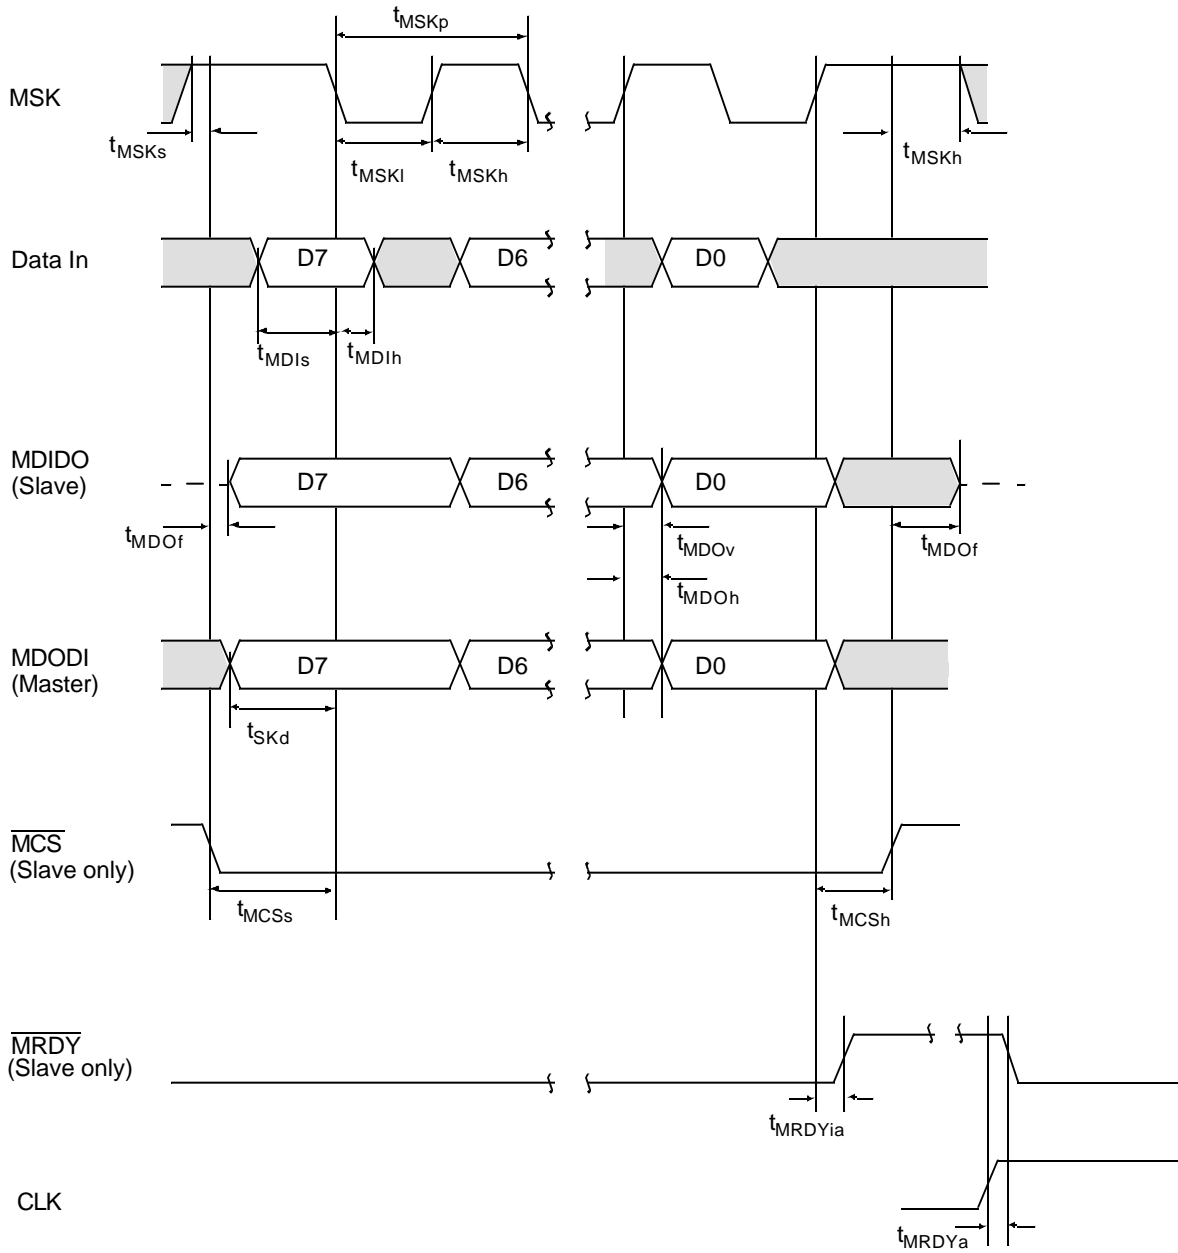 tMSKp
MSK
tMSKs
tMSKl
tMSKh
tMSKh
Data In
D7
D6
D0
tMDIs
tMDIh
MDIDO
(Slave)
D7
D6
D0
tMDOf
tMDOv
tMDOf
tMDOh
MDODI
(Master)
D7
D6
D0
tSKd
MCS
(Slave only)
tMCSs
tMCSh
MRDY
(Slave only)
tMRDYia
CLK
tMRDYa